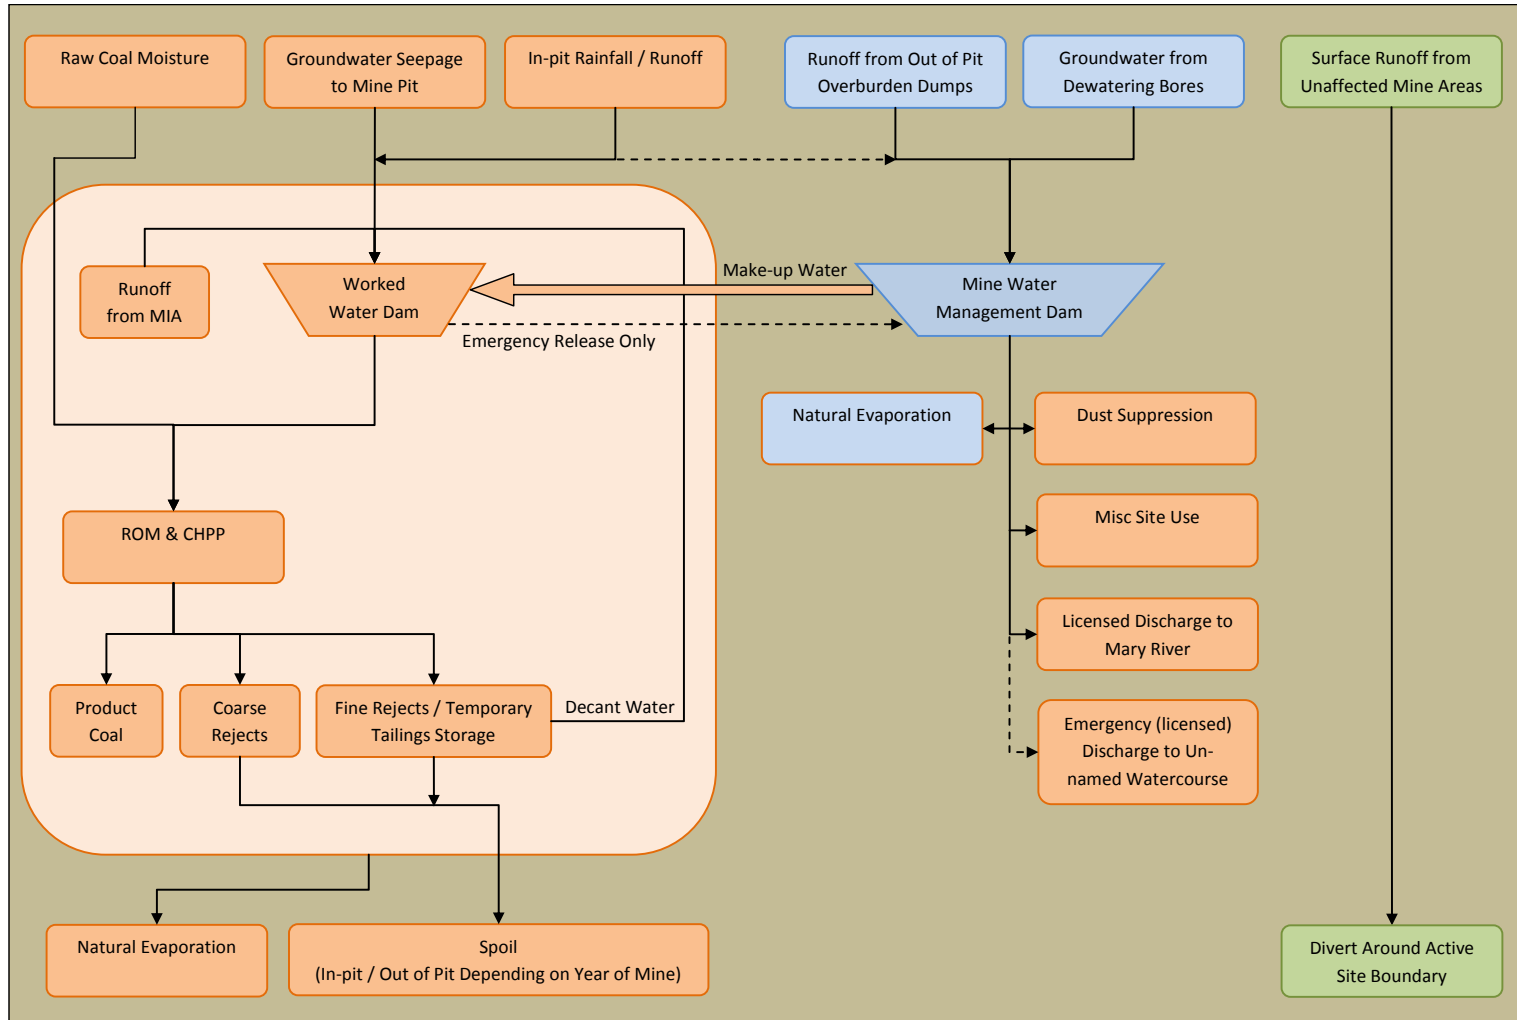 Raw Coal Moisture
Groundwater Seepage
to Mine Pit
In-pit Rainfall / Runoff
Runoff from Out of Pit
Overburden Dumps
Groundwater from
Dewatering Bores
Surface Runoff from
Unaffected Mine Areas
Runoff
from MIA
Worked
Water Dam
Make-up Water
Mine Water
Management Dam
Emergency Release Only
Natural Evaporation
Dust Suppression
Misc Site Use
ROM & CHPP
Licensed Discharge to
Mary River
Product
Coal
Coarse
Rejects
Fine Rejects / Temporary
Tailings Storage
Decant Water
Emergency (licensed)
Discharge to Un-
named Watercourse
Natural Evaporation
Spoil
(In-pit / Out of Pit Depending on Year of Mine)
Divert Around Active
Site Boundary